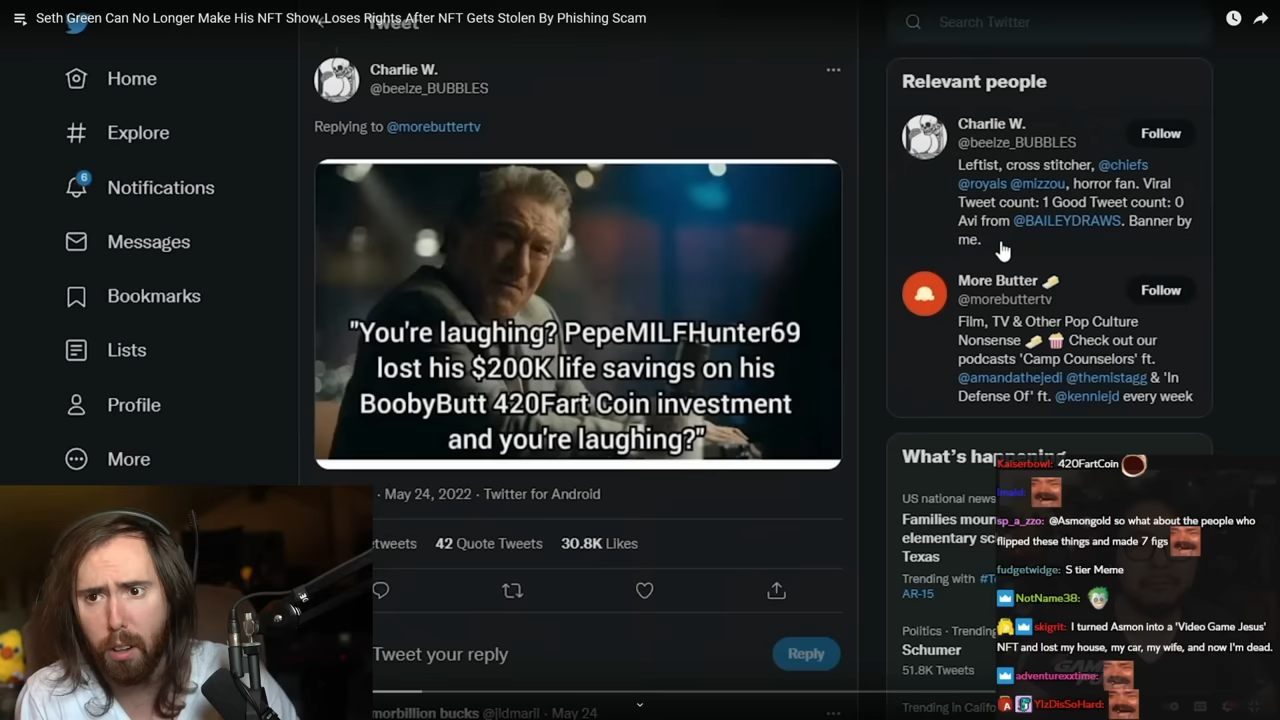 Seth Green Can No Longer Make His NFT Show, Loses Rights After NFT Gets Stolen By Phishing Scam
Tweet
Home
Explore
6
Notifications
Messages
Bookmarks
Lists
Profile
More
Charlie W.
@beelze_BUBBLES
Replying to @morebuttertv
"You're laughing? PepeMILFHunter69
lost his $200K life savings on his
BoobyButt 420Fart Coin investment
and you're laughing?"
· May 24, 2022 · Twitter for Android
etweets 42 Quote Tweets 30.8K Likes
Tweet your reply
Reply
morbillion bucks @jldmarijl · May 24
Search Twitter
Relevant people
Charlie W.
@beelze_BUBBLES
Follow
Leftist, cross stitcher, @chiefs
@royals @mizzou, horror fan. Viral
Tweet count: 1 Good Tweet count: 0
Avi from @BAILEYDRAWS. Banner by
me.
More Butter
@morebuttertv
Follow
Film, TV & Other Pop Culture
Nonsense Check out our
podcasts 'Camp Counselors' ft.
@amandathejedi @themistagg & 'In
Defense Of' ft. @kenniejd every week
What's happening
US national news
Families mour
elementary sc
Texas
Trending with #Te
AR-15
Politics · Trending
Schumer
51.8K Tweets
Trending in Califo
Kaiserbowl: 420FartCoin
sp_a_zzo: @Asmongold so what about the people who
flipped these things and made 7 figs
fudgetwidge: S tier Meme
NotName38:
skigrit: I turned Asmon into a 'Video Game Jesus'
NFT and lost my house, my car, my wife, and now I'm dead.
adventurexxtime:
YIzDisSoHard: